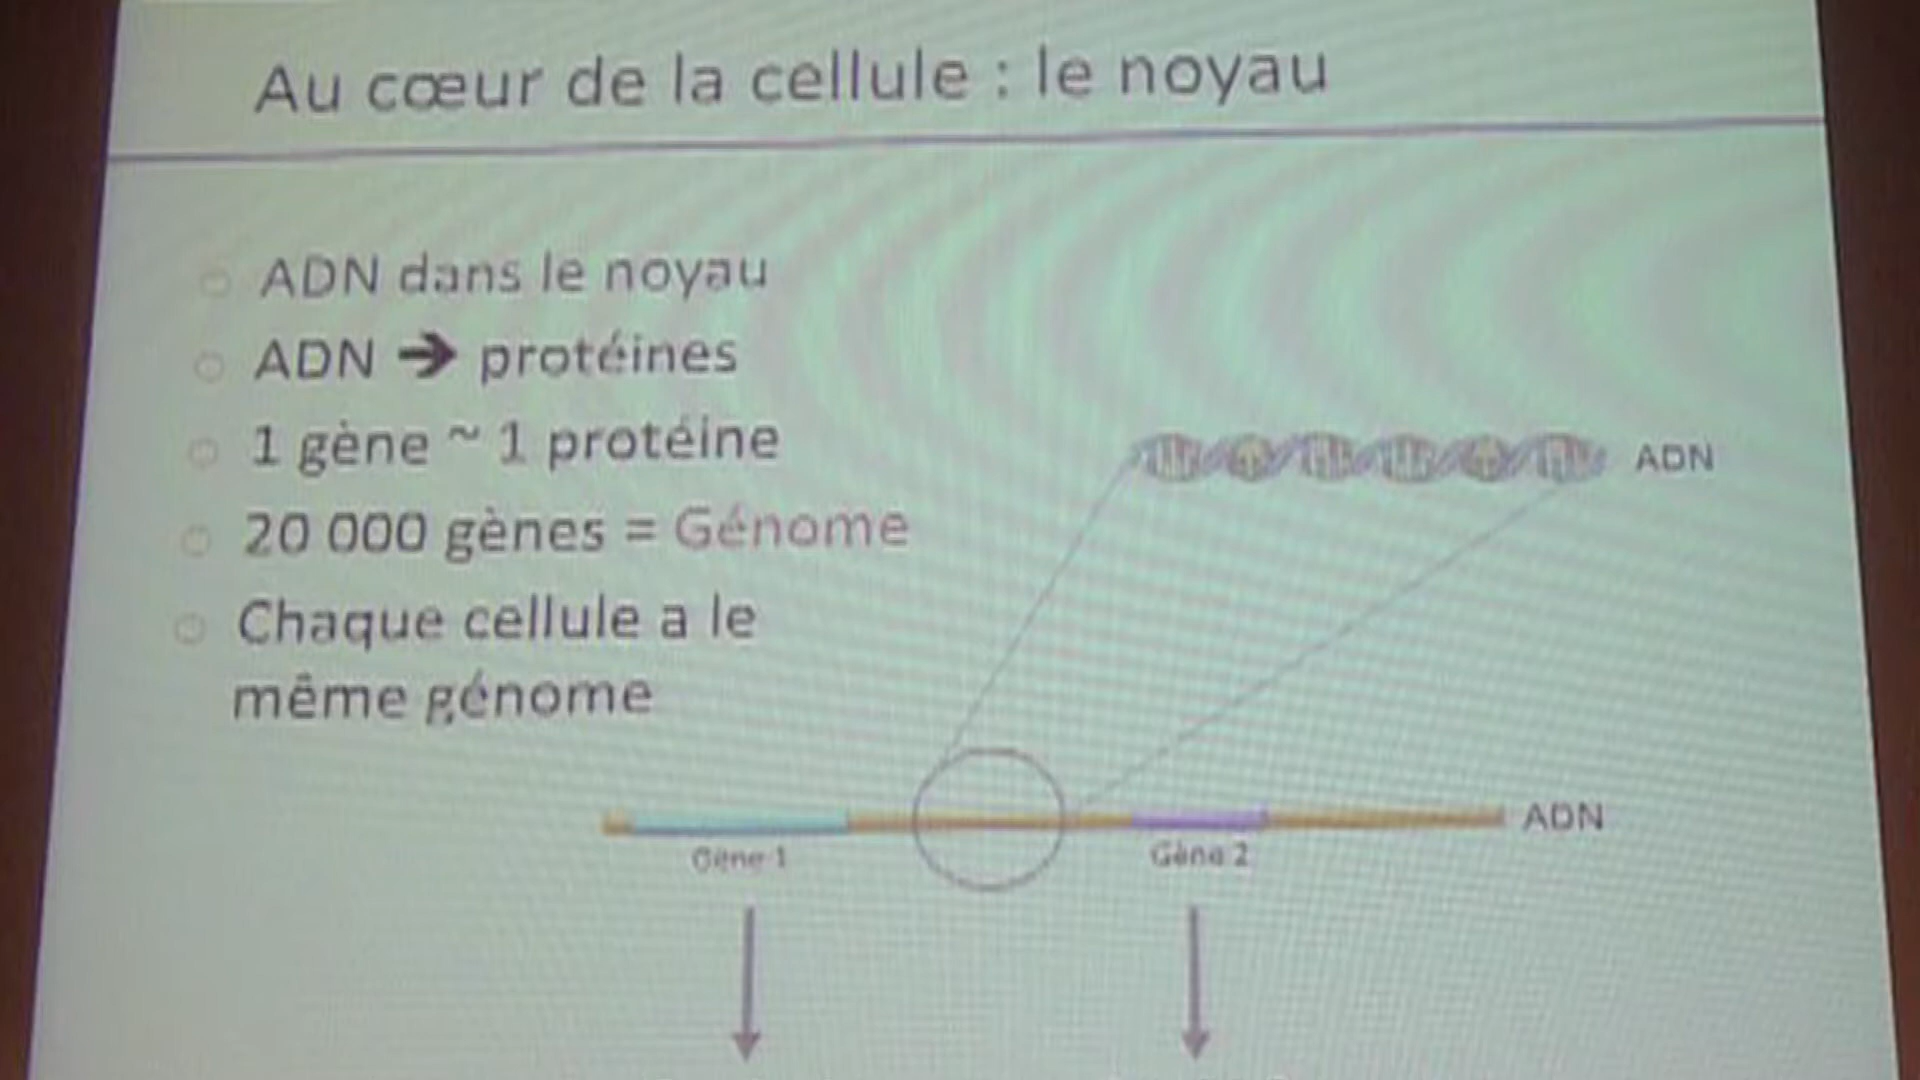 Au cœur de la cellule : le noyau
ADN dans le noyau
ADN ➔ protéines
1 gène ~ 1 protéine
20 000 gènes = Génome
Chaque cellule a le
même génome
ADN
ADN
Gène 1
Gène 2